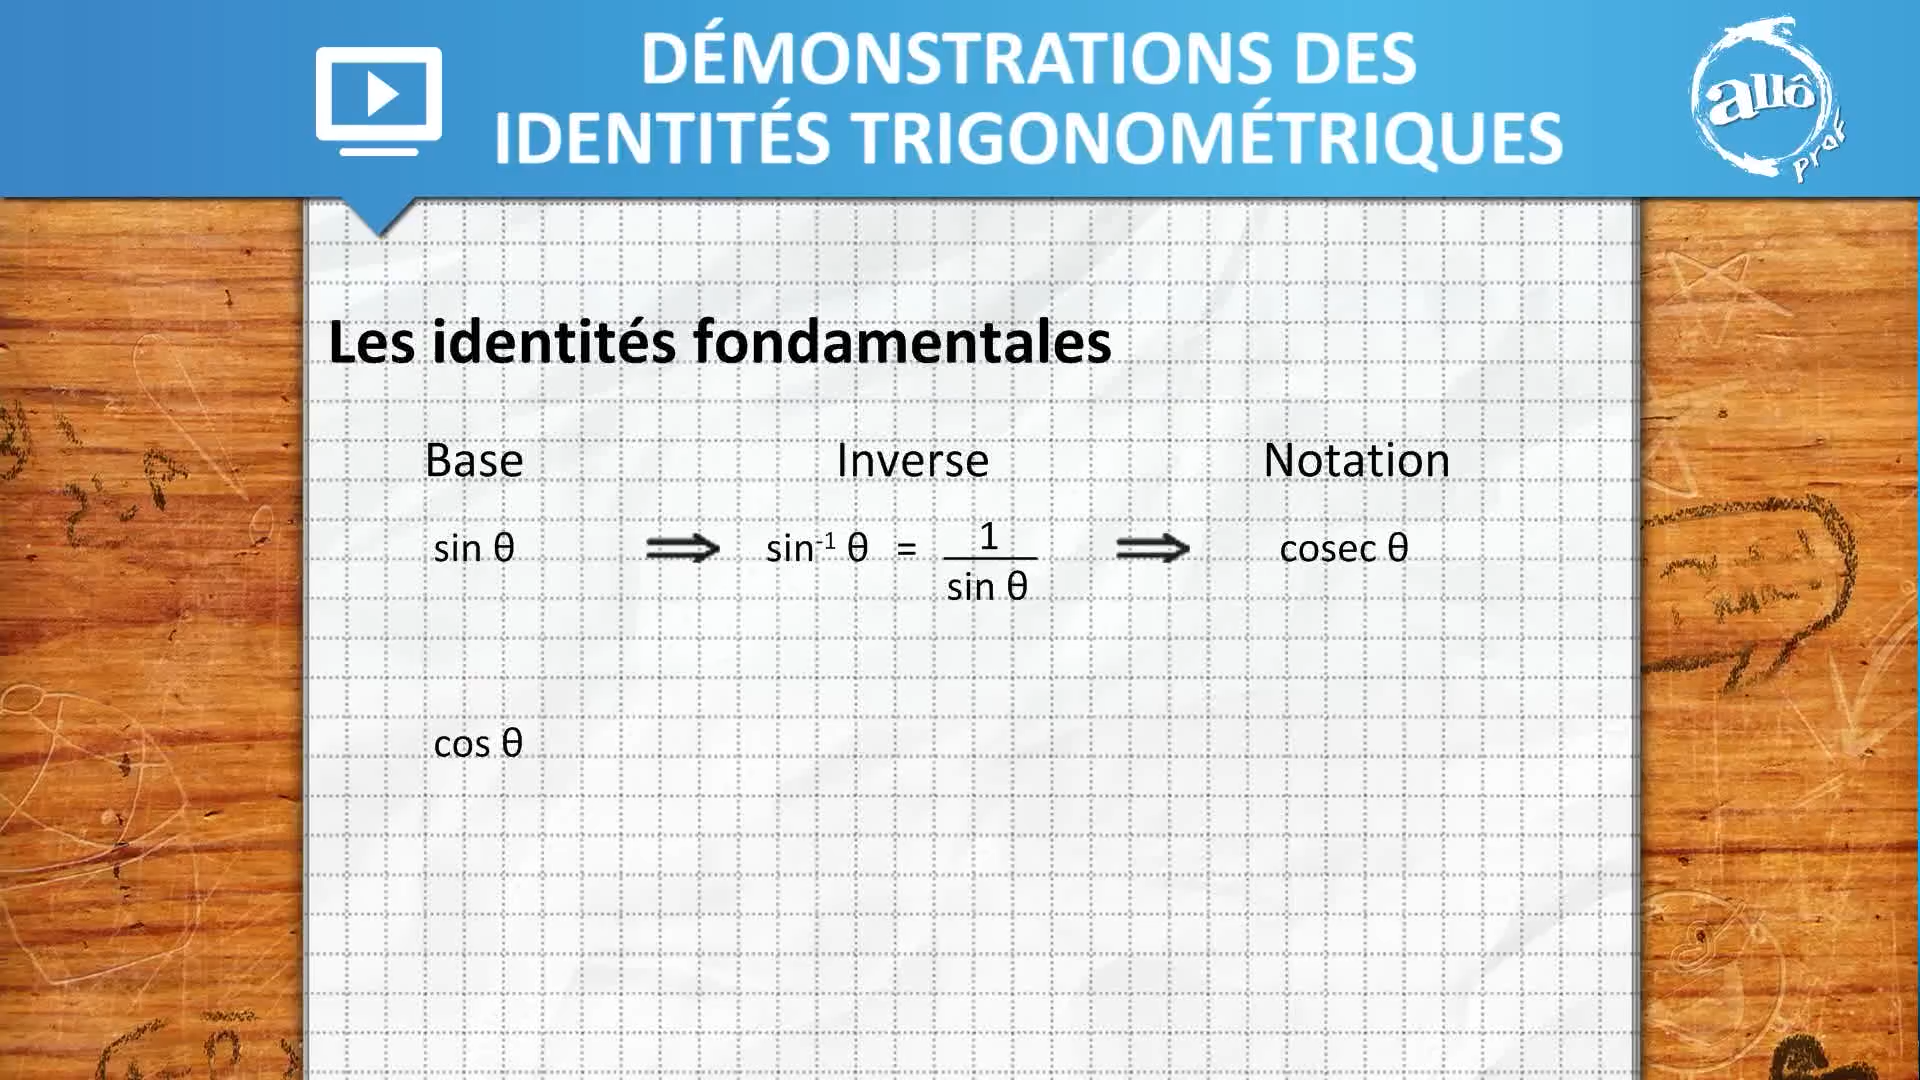 DÉMONSTRATIONS DES
IDENTITÉS TRIGONOMÉTRIQUES
allô
prof
Les identités fondamentales
Base Inverse Notation
sin θ ⟹ sin⁻¹ θ = 1/sin θ ⟹ cosec θ
cos θ